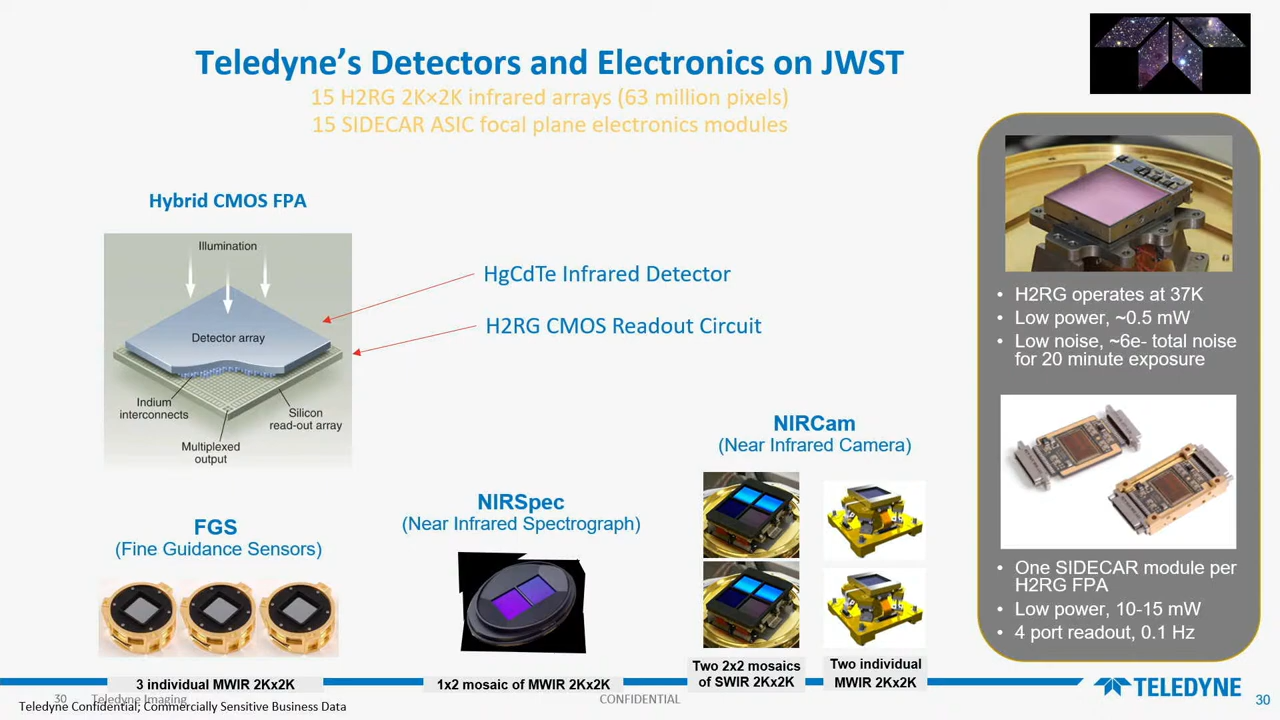 Teledyne's Detectors and Electronics on JWST
15 H2RG 2K×2K infrared arrays (63 million pixels)
15 SIDECAR ASIC focal plane electronics modules
Hybrid CMOS FPA
Illumination
Detector array
Indium
interconnects
Silicon
read-out array
Multiplexed
output
HgCdTe Infrared Detector
H2RG CMOS Readout Circuit
FGS
(Fine Guidance Sensors)
3 individual MWIR 2Kx2K
NIRSpec
(Near Infrared Spectrograph)
1x2 mosaic of MWIR 2Kx2K
NIRCam
(Near Infrared Camera)
Two 2x2 mosaics
of SWIR 2Kx2K
Two individual
MWIR 2Kx2K
• H2RG operates at 37K
• Low power, ~0.5 mW
• Low noise, ~6e- total noise
for 20 minute exposure
• One SIDECAR module per
H2RG FPA
• Low power, 10-15 mW
• 4 port readout, 0.1 Hz
30 Teledyne Imaging
CONFIDENTIAL
Teledyne Confidential; Commercially Sensitive Business Data
TELEDYNE
30